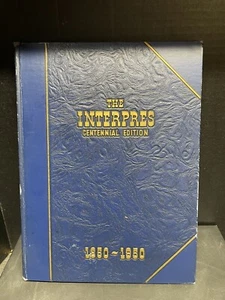 THE
INTERPRES
CENTENNIAL EDITION
1850~1950